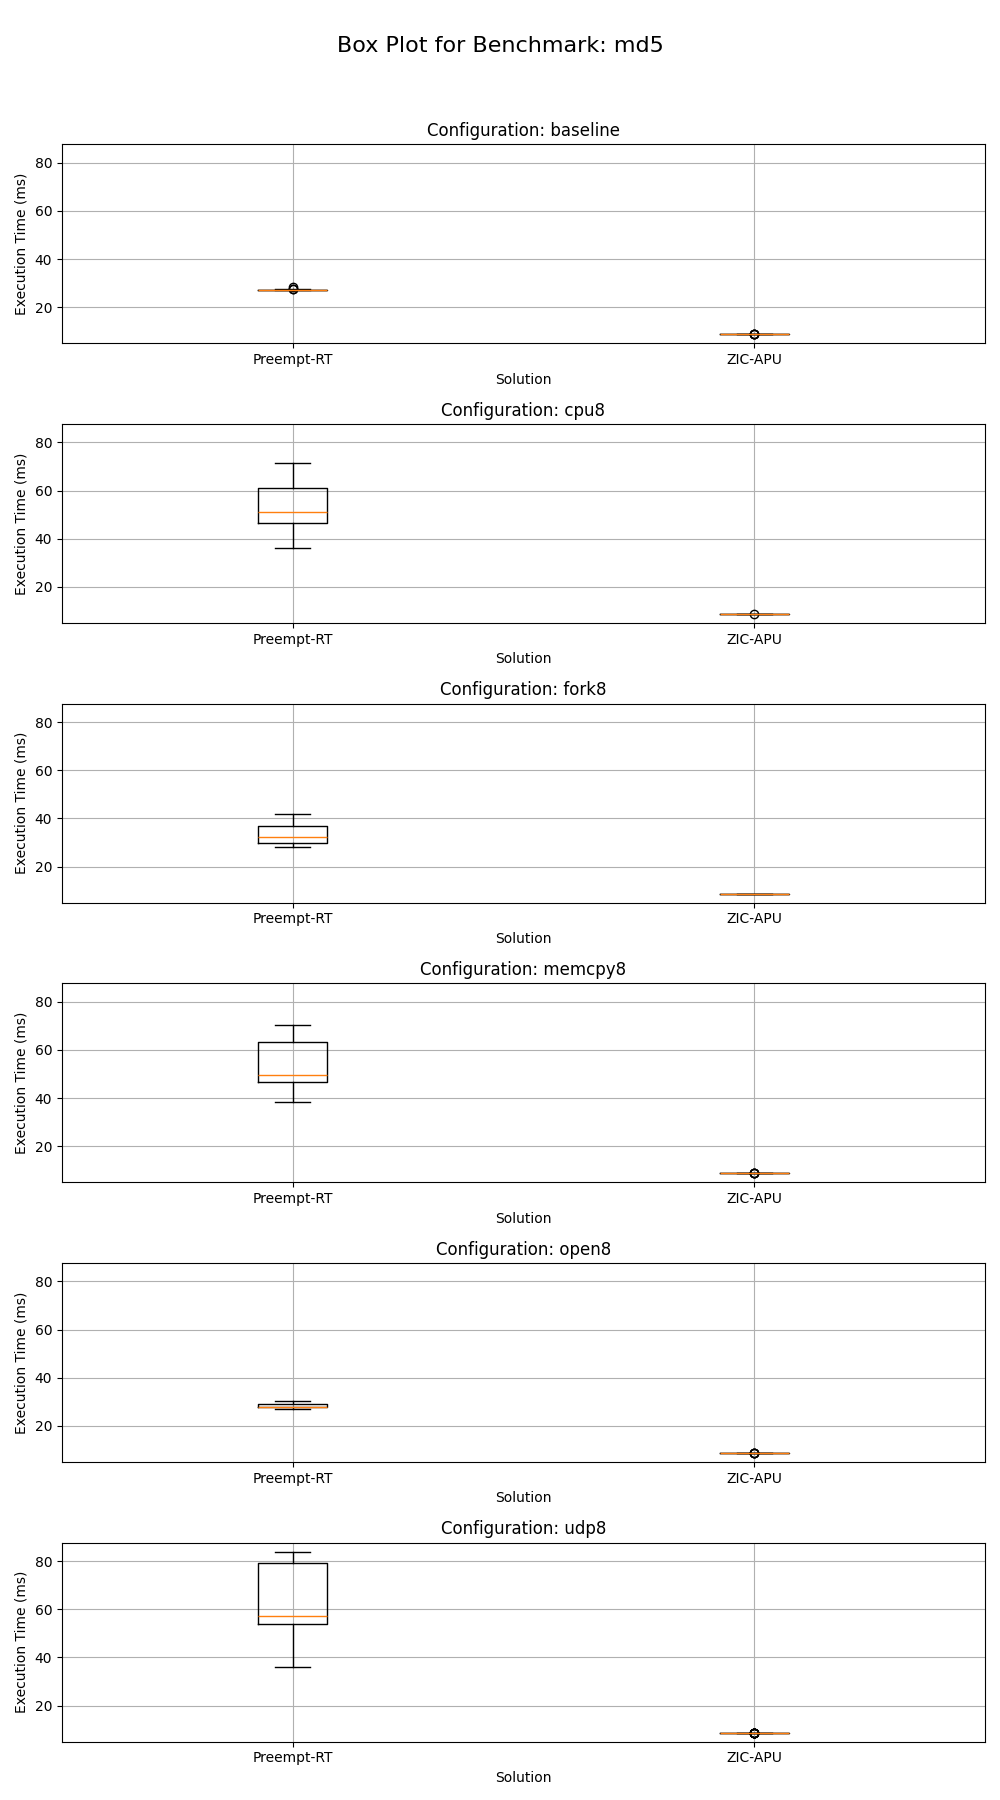 Box Plot for Benchmark: md5
Configuration: baseline
80
60
40
20
Execution Time (ms)
Preempt-RT
ZIC-APU
Solution
Configuration: cpu8
80
60
40
20
Execution Time (ms)
Preempt-RT
ZIC-APU
Solution
Configuration: fork8
80
60
40
20
Execution Time (ms)
Preempt-RT
ZIC-APU
Solution
Configuration: memcpy8
80
60
40
20
Execution Time (ms)
Preempt-RT
ZIC-APU
Solution
Configuration: open8
80
60
40
20
Execution Time (ms)
Preempt-RT
ZIC-APU
Solution
Configuration: udp8
80
60
40
20
Execution Time (ms)
Preempt-RT
ZIC-APU
Solution